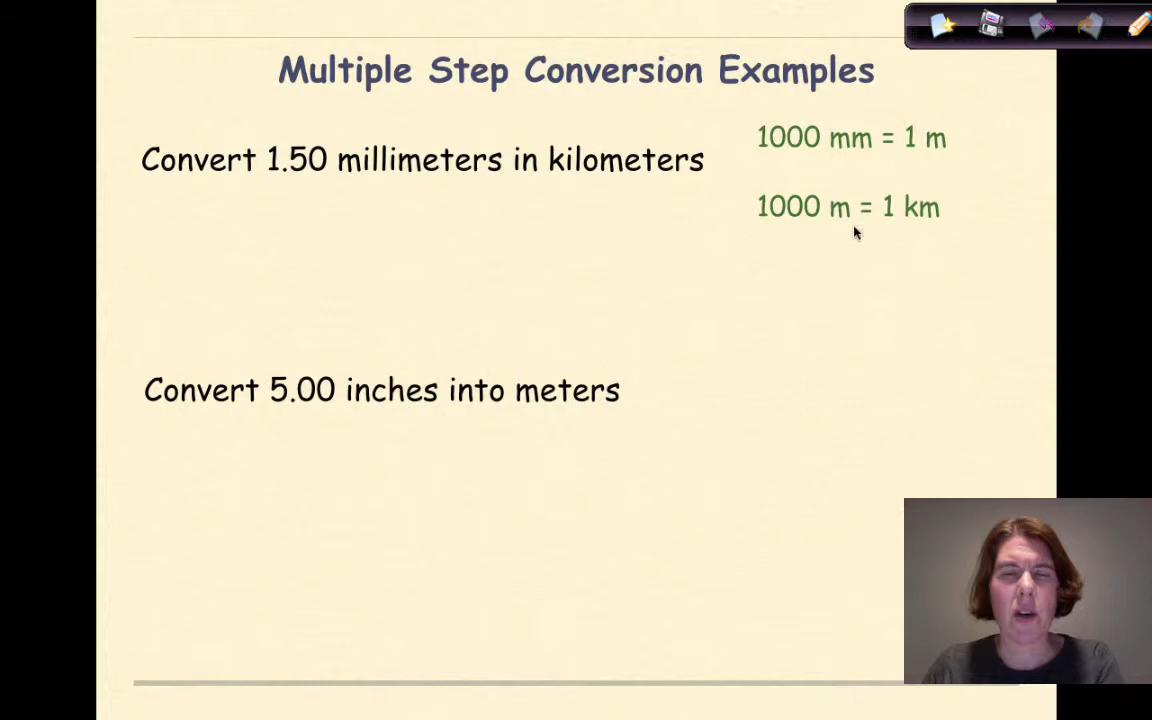 Multiple Step Conversion Examples
Convert 1.50 millimeters in kilometers
1000 mm = 1 m
1000 m = 1 km
Convert 5.00 inches into meters